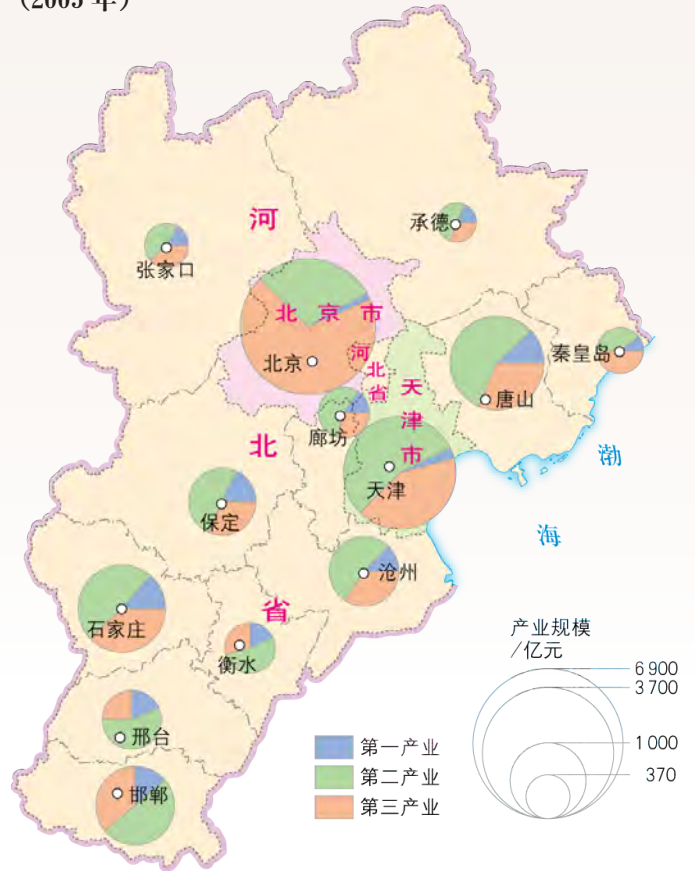 （2005 年）
河
承德
张家口
北 京 市
北京
河
北
省
天
津
市
秦皇岛
唐山
廊坊
北
天津
渤
海
保定
沧州
石家庄
省
衡水
邢台
邯郸
产业规模
/亿元
6 900
3 700
1 000
370
第一产业
第二产业
第三产业